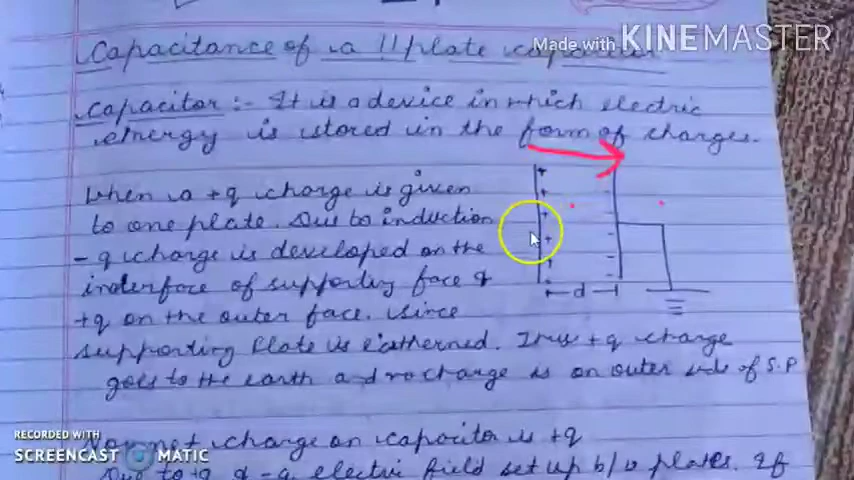 Capacitance of a || plate capacitor
Made with KINEMASTER
Capacitor :- It is a device in which electric
energy is stored in the form of charges.
When a +q charge is given
to one plate. Due to induction
- q charge is developed on the
interface of supporting face &
+q on the outer face. Since
d
supporting Plate is eatherned. Thus +q charge
goes to the earth and no charge is on outer side of S.P
Now net charge on capacitor is +q
Due to +q & -q electric field set up b/w plates. If
RECORDED WITH
SCREENCAST MATIC